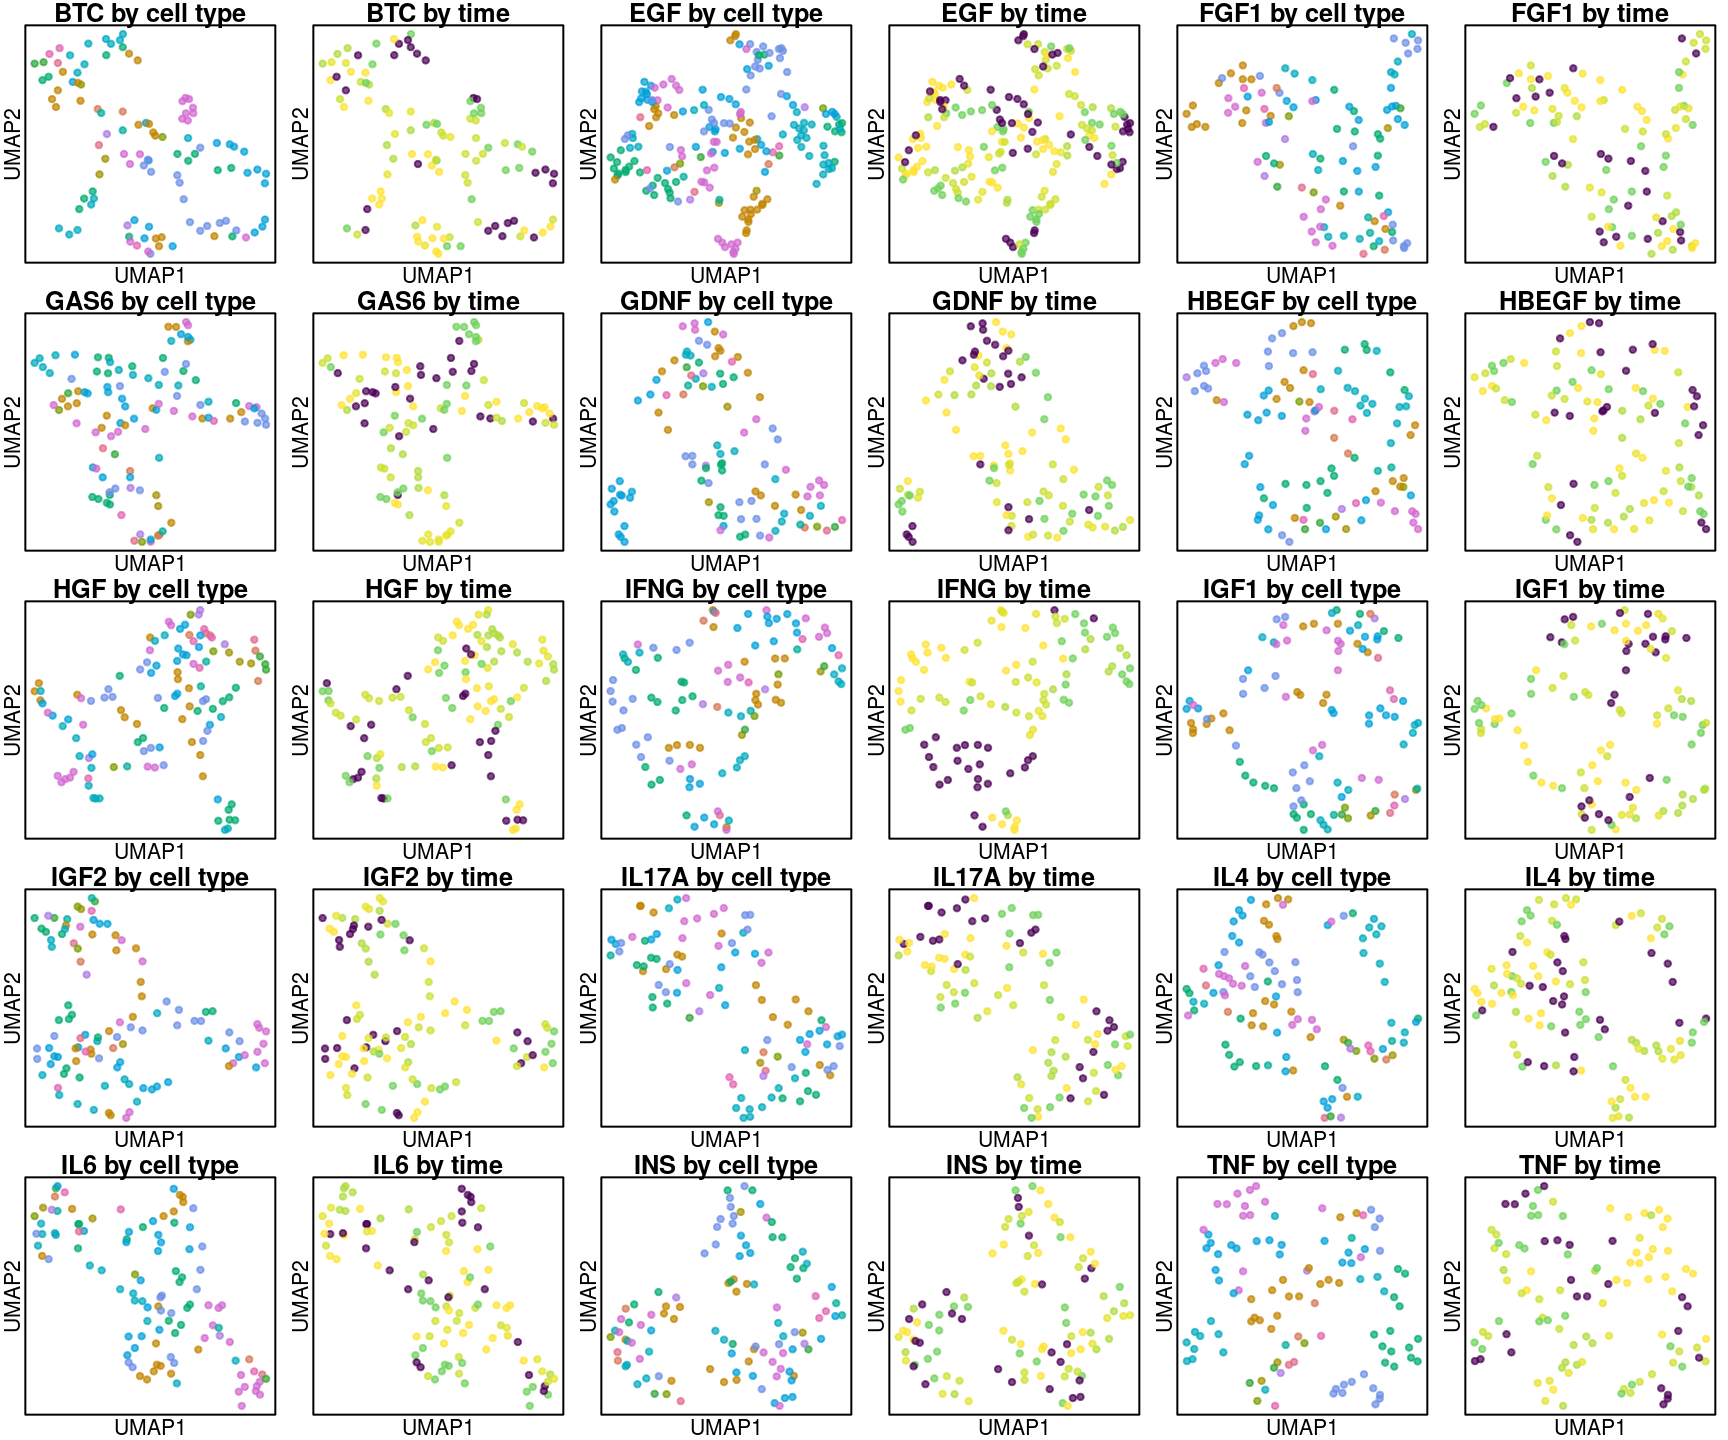 BTC by cell type
BTC by time
EGF by cell type
EGF by time
FGF1 by cell type
FGF1 by time
UMAP2
UMAP2
UMAP2
UMAP2
UMAP2
UMAP2
UMAP1
UMAP1
UMAP1
UMAP1
UMAP1
UMAP1
GAS6 by cell type
GAS6 by time
GDNF by cell type
GDNF by time
HBEGF by cell type
HBEGF by time
UMAP2
UMAP2
UMAP2
UMAP2
UMAP2
UMAP2
UMAP1
UMAP1
UMAP1
UMAP1
UMAP1
UMAP1
HGF by cell type
HGF by time
IFNG by cell type
IFNG by time
IGF1 by cell type
IGF1 by time
UMAP2
UMAP2
UMAP2
UMAP2
UMAP2
UMAP2
UMAP1
UMAP1
UMAP1
UMAP1
UMAP1
UMAP1
IGF2 by cell type
IGF2 by time
IL17A by cell type
IL17A by time
IL4 by cell type
IL4 by time
UMAP2
UMAP2
UMAP2
UMAP2
UMAP2
UMAP2
UMAP1
UMAP1
UMAP1
UMAP1
UMAP1
UMAP1
IL6 by cell type
IL6 by time
INS by cell type
INS by time
TNF by cell type
TNF by time
UMAP2
UMAP2
UMAP2
UMAP2
UMAP2
UMAP2
UMAP1
UMAP1
UMAP1
UMAP1
UMAP1
UMAP1